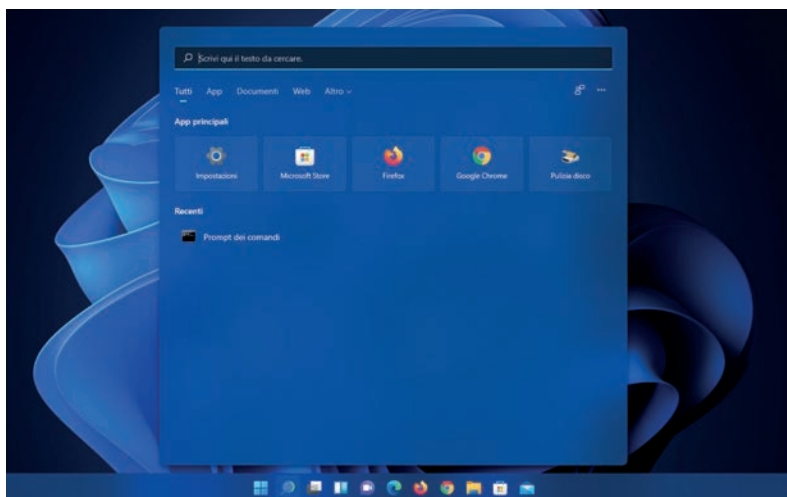 Scrivi qui il testo da cercare.
Tutti App Documenti Web Altro
App principali
Impostazioni Microsoft Store Firefox Google Chrome Pulizia disco
Recenti
Prompt dei comandi